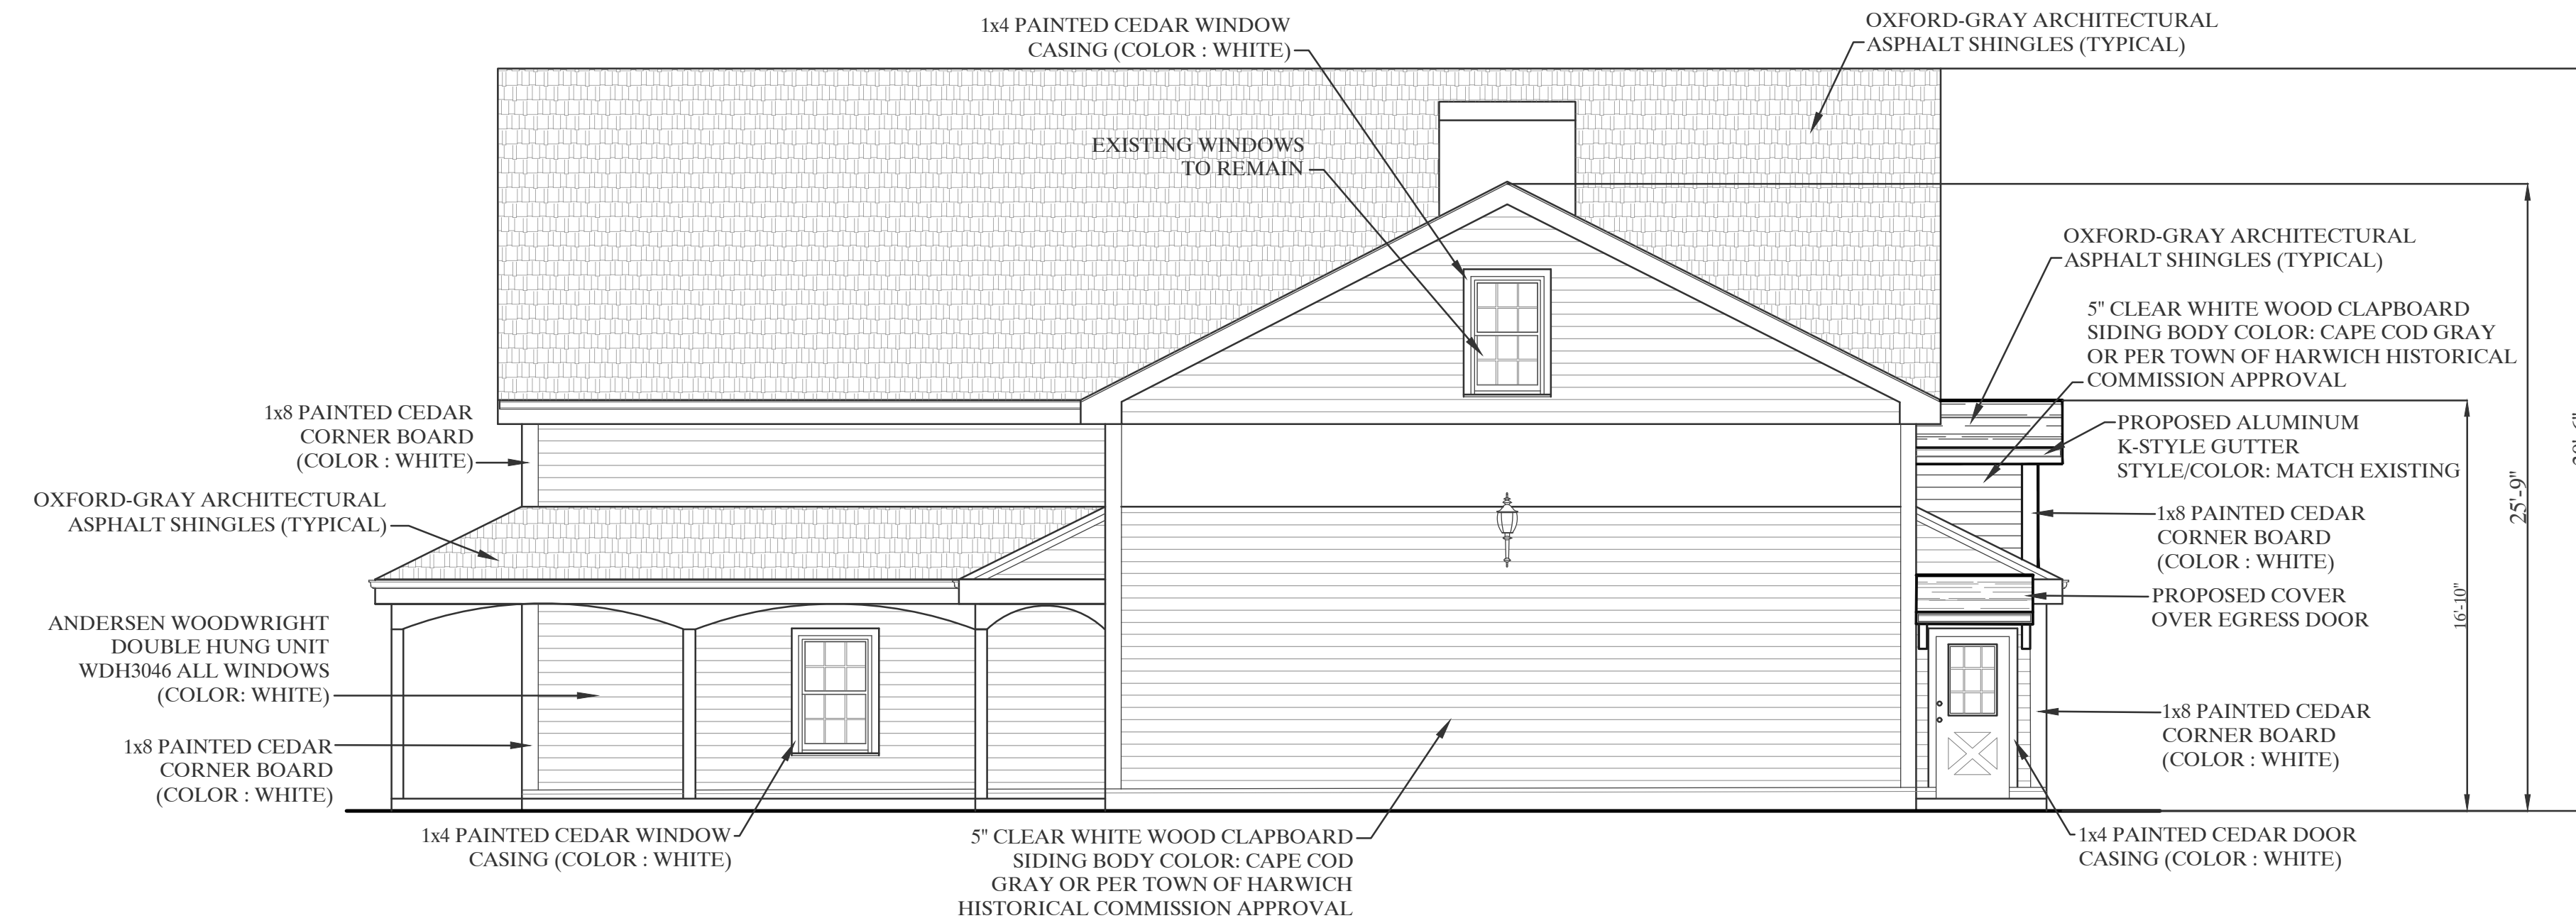 1x4 PAINTED CEDAR WINDOW
CASING (COLOR : WHITE)
OXFORD-GRAY ARCHITECTURAL
ASPHALT SHINGLES (TYPICAL)
EXISTING WINDOWS
TO REMAIN
OXFORD-GRAY ARCHITECTURAL
ASPHALT SHINGLES (TYPICAL)
5" CLEAR WHITE WOOD CLAPBOARD
SIDING BODY COLOR: CAPE COD GRAY
OR PER TOWN OF HARWICH HISTORICAL
COMMISSION APPROVAL
PROPOSED ALUMINUM
K-STYLE GUTTER
STYLE/COLOR: MATCH EXISTING
1x8 PAINTED CEDAR
CORNER BOARD
(COLOR : WHITE)
OXFORD-GRAY ARCHITECTURAL
ASPHALT SHINGLES (TYPICAL)
25'-9"
1x8 PAINTED CEDAR
CORNER BOARD
(COLOR : WHITE)
16'-10"
PROPOSED COVER
OVER EGRESS DOOR
ANDERSEN WOODWRIGHT
DOUBLE HUNG UNIT
WDH3046 ALL WINDOWS
(COLOR: WHITE)
1x8 PAINTED CEDAR
CORNER BOARD
(COLOR : WHITE)
1x8 PAINTED CEDAR
CORNER BOARD
(COLOR : WHITE)
1x4 PAINTED CEDAR WINDOW
CASING (COLOR : WHITE)
5" CLEAR WHITE WOOD CLAPBOARD
SIDING BODY COLOR: CAPE COD
GRAY OR PER TOWN OF HARWICH
HISTORICAL COMMISSION APPROVAL
1x4 PAINTED CEDAR DOOR
CASING (COLOR : WHITE)